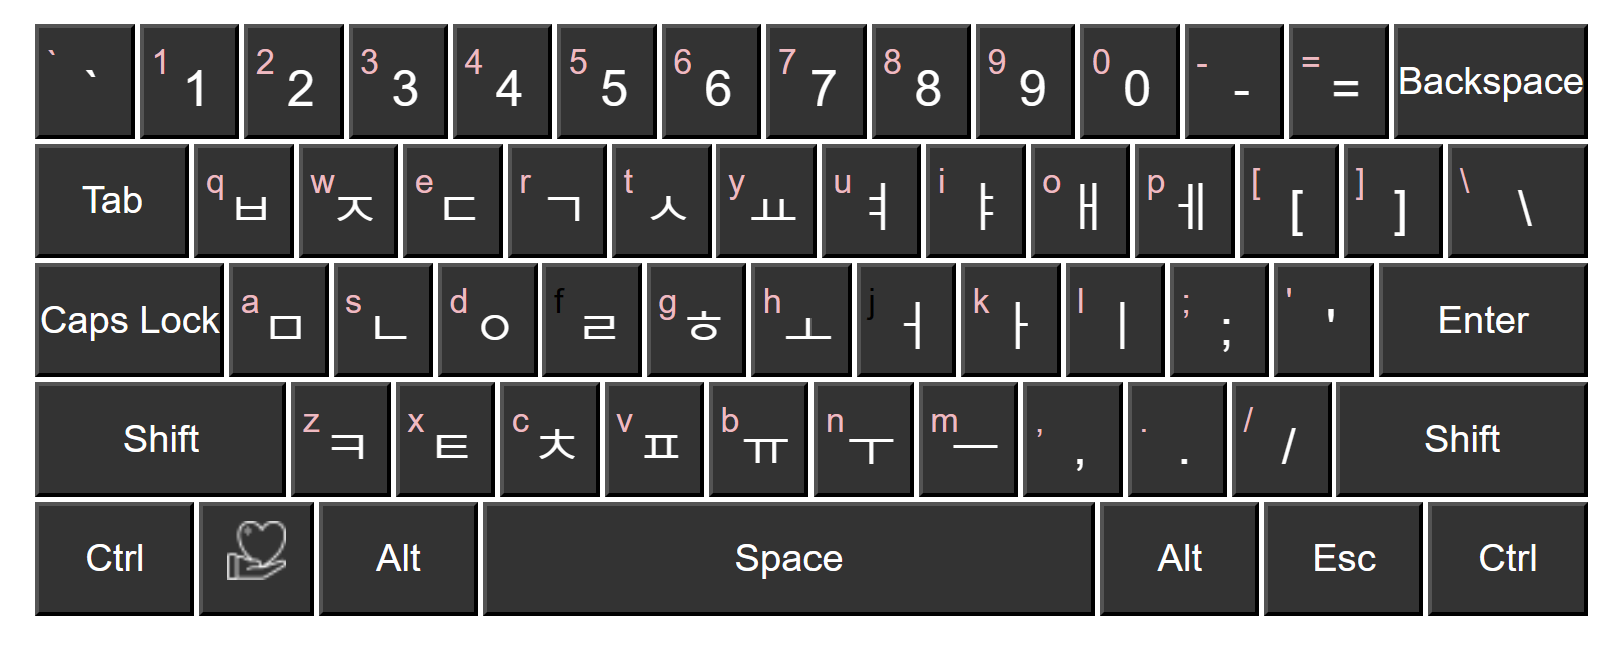 ` ` 1 1 2 2 3 3 4 4 5 5 6 6 7 7 8 8 9 9 0 0 - - = = Backspace
Tab q ㅂ w ㅈ e ㄷ r ㄱ t ㅅ y ㅛ u ㅕ i ㅑ o ㅐ p ㅔ [ [ ] ] \ \
Caps Lock a ㅁ s ㄴ d ㅇ f ㄹ g ㅎ h ㅗ j ㅓ k ㅏ l ㅣ ; ; ' ' Enter
Shift z ㅋ x ㅌ c ㅊ v ㅍ b ㅠ n ㅜ m ㅡ , , . . / / Shift
Ctrl Alt Space Alt Esc Ctrl